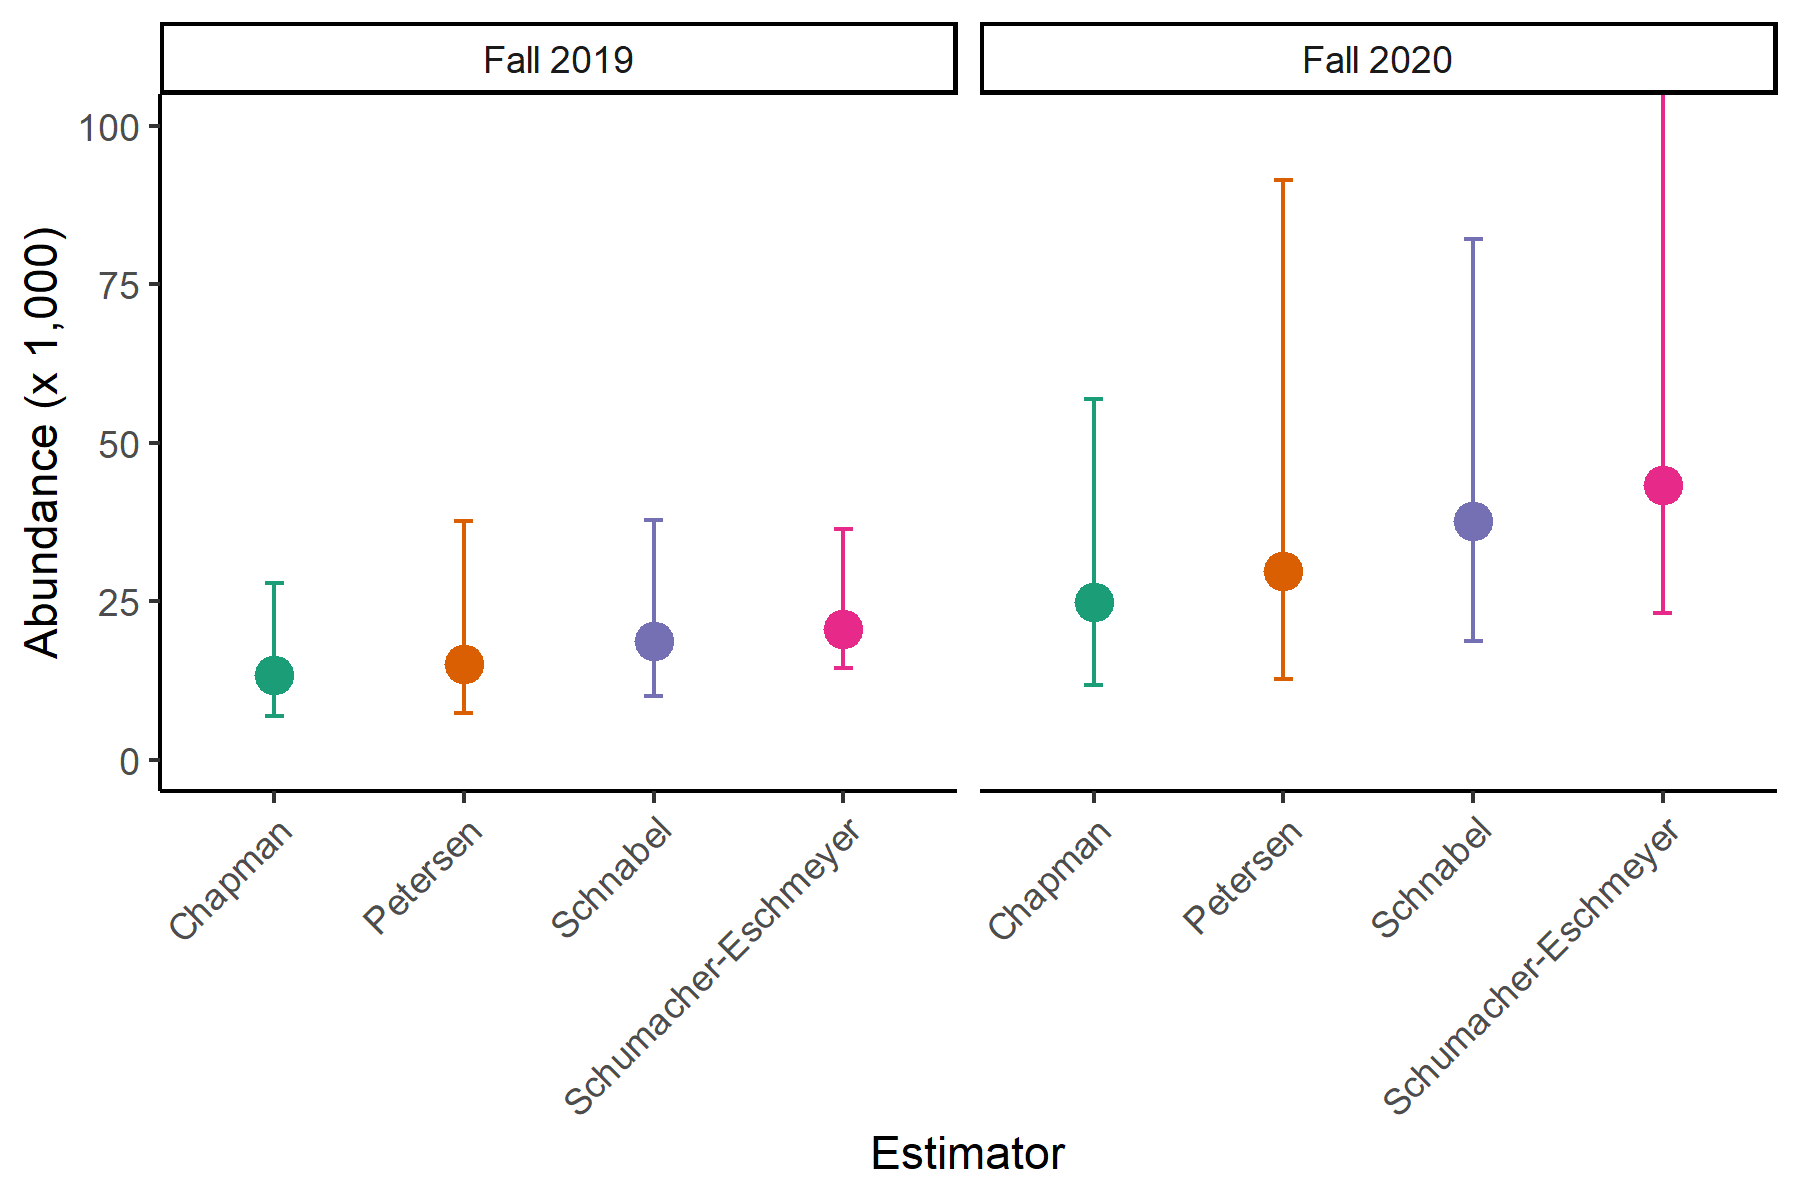 Fall 2019
Fall 2020
Abundance (x 1,000)
100
75
50
25
0
Chapman
Petersen
Schnabel
Schumacher-Eschmeyer
Chapman
Petersen
Schnabel
Schumacher-Eschmeyer
Estimator